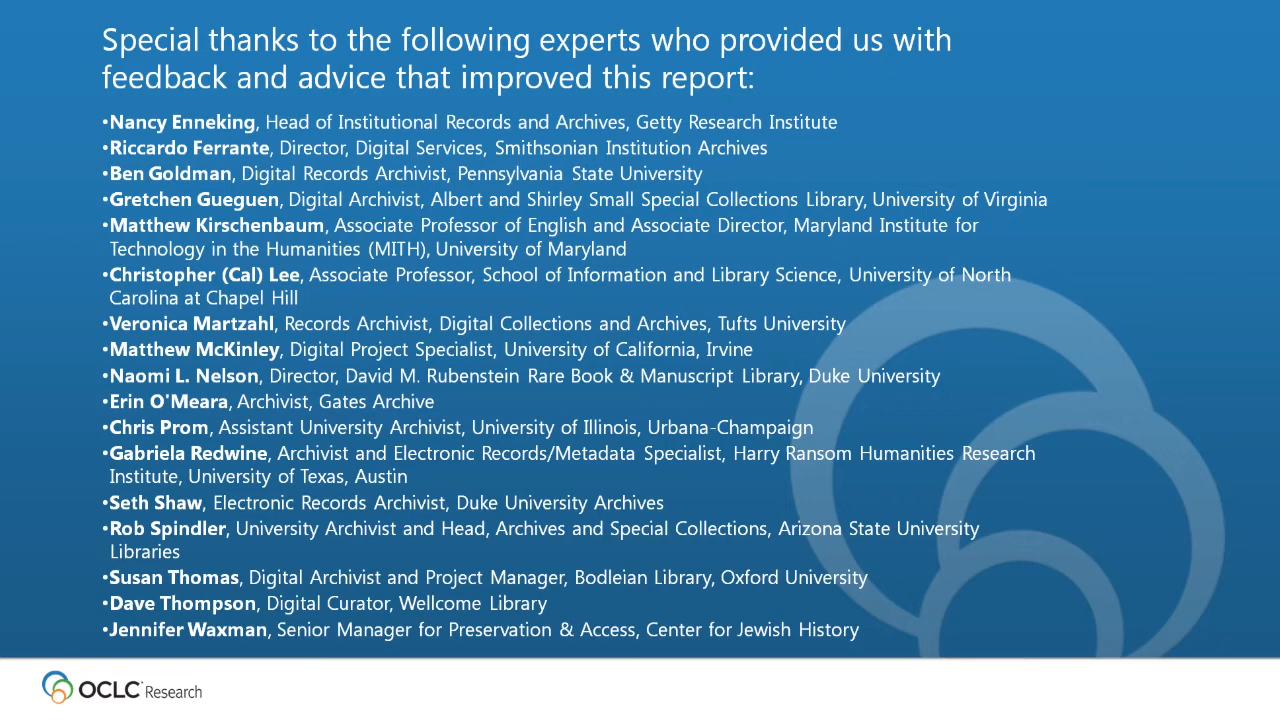 Special thanks to the following experts who provided us with
feedback and advice that improved this report:
•Nancy Enneking, Head of Institutional Records and Archives, Getty Research Institute
•Riccardo Ferrante, Director, Digital Services, Smithsonian Institution Archives
•Ben Goldman, Digital Records Archivist, Pennsylvania State University
•Gretchen Gueguen, Digital Archivist, Albert and Shirley Small Special Collections Library, University of Virginia
•Matthew Kirschenbaum, Associate Professor of English and Associate Director, Maryland Institute for
Technology in the Humanities (MITH), University of Maryland
•Christopher (Cal) Lee, Associate Professor, School of Information and Library Science, University of North
Carolina at Chapel Hill
•Veronica Martzahl, Records Archivist, Digital Collections and Archives, Tufts University
•Matthew McKinley, Digital Project Specialist, University of California, Irvine
•Naomi L. Nelson, Director, David M. Rubenstein Rare Book & Manuscript Library, Duke University
•Erin O'Meara, Archivist, Gates Archive
•Chris Prom, Assistant University Archivist, University of Illinois, Urbana-Champaign
•Gabriela Redwine, Archivist and Electronic Records/Metadata Specialist, Harry Ransom Humanities Research
Institute, University of Texas, Austin
•Seth Shaw, Electronic Records Archivist, Duke University Archives
•Rob Spindler, University Archivist and Head, Archives and Special Collections, Arizona State University
Libraries
•Susan Thomas, Digital Archivist and Project Manager, Bodleian Library, Oxford University
•Dave Thompson, Digital Curator, Wellcome Library
•Jennifer Waxman, Senior Manager for Preservation & Access, Center for Jewish History
OCLC Research